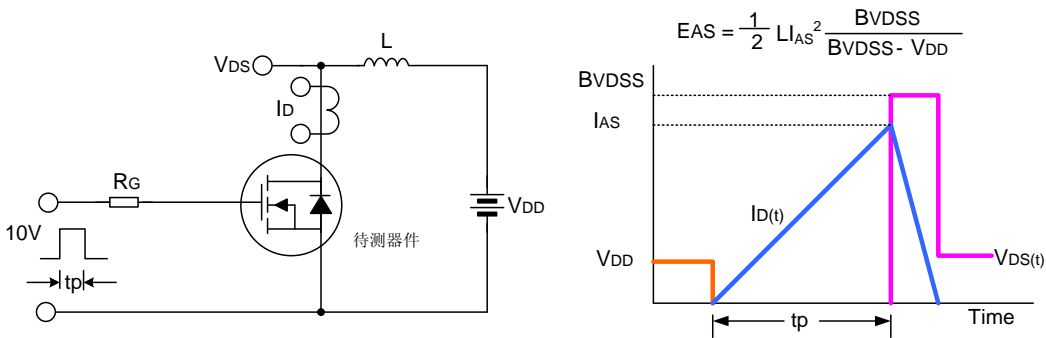 L
VDS
ID
RG
10V
tp
VDD
待测器件
EAS = 1/2 LIAS² BVDSS / BVDSS - VDD
BVDSS
IAS
ID(t)
VDD
VDS(t)
tp
Time